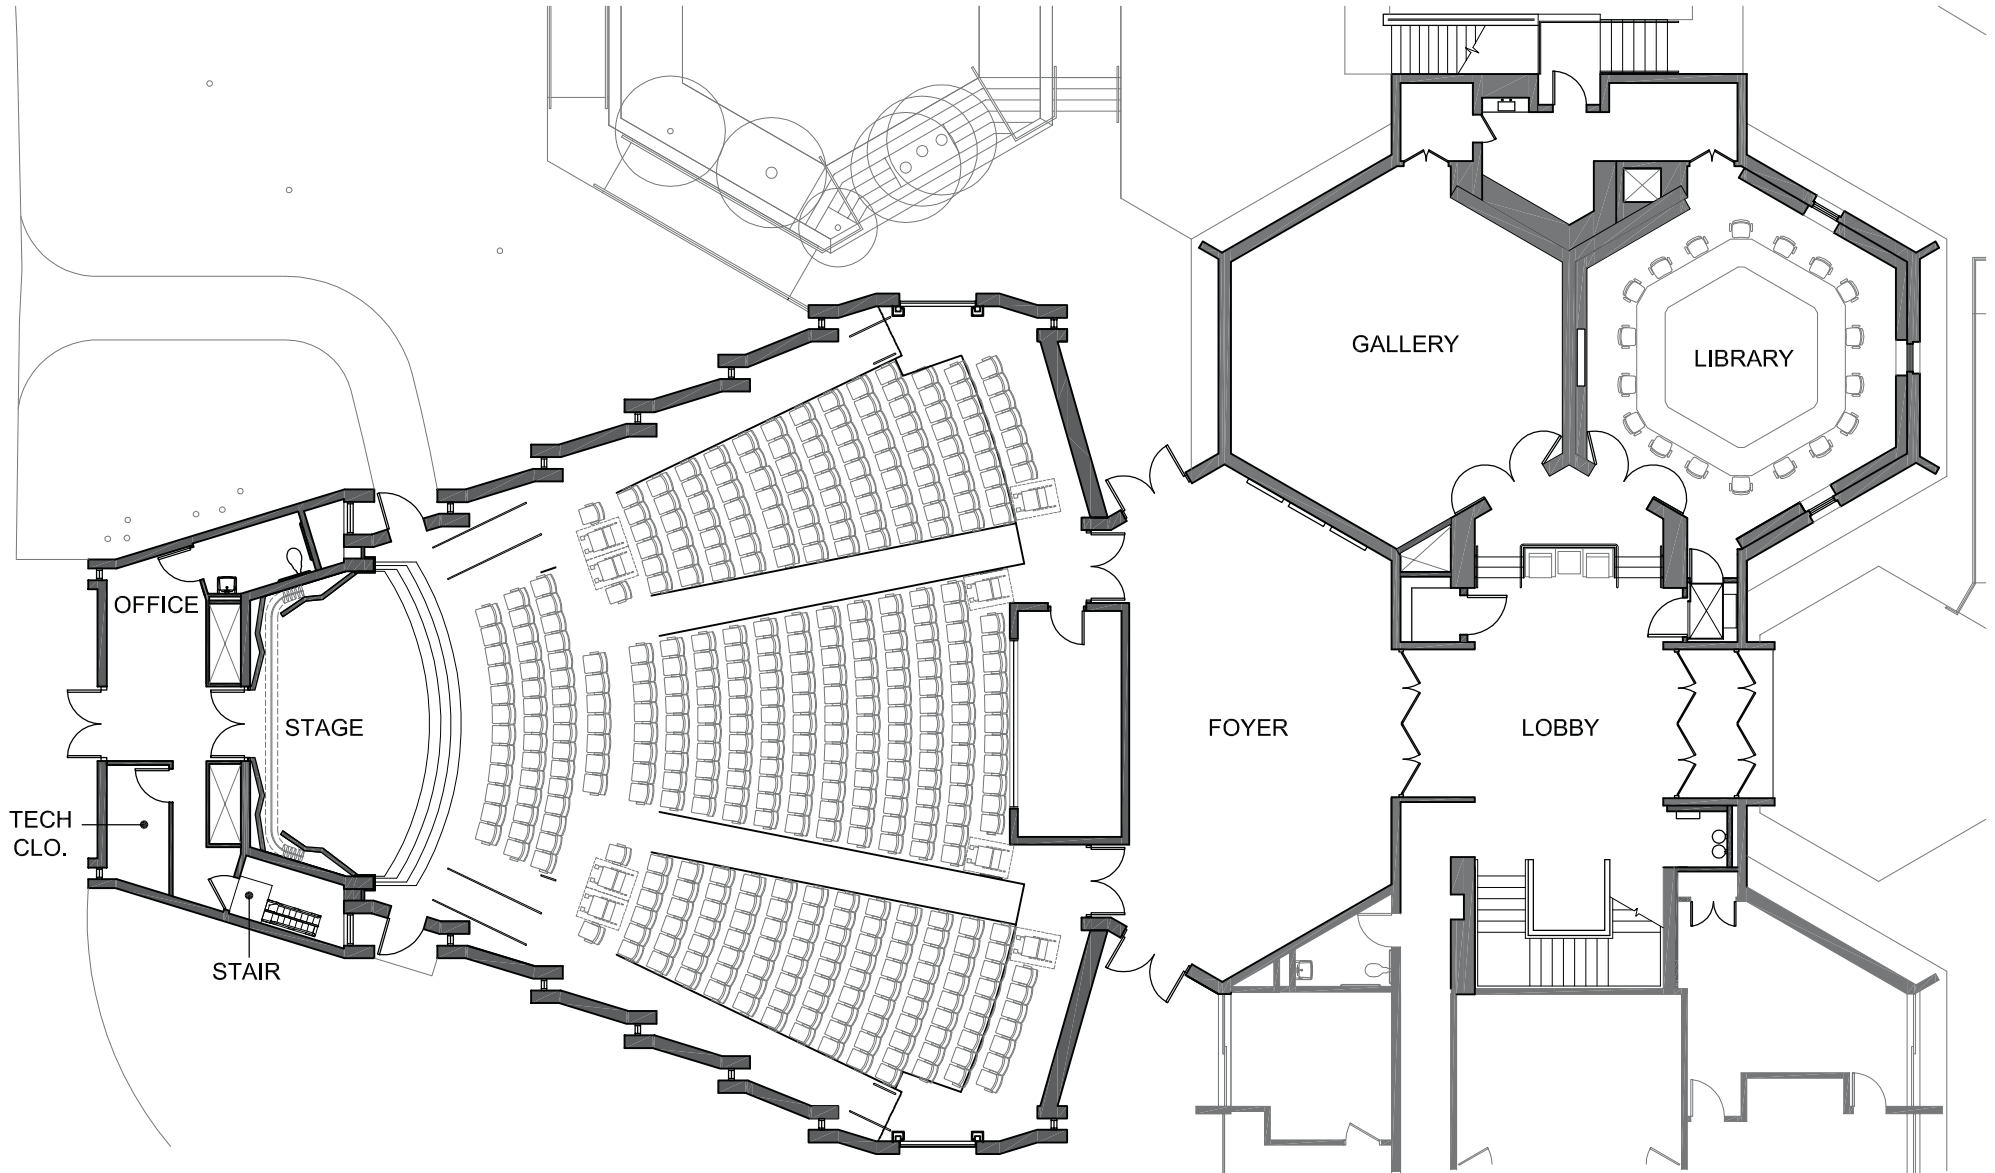 GALLERY
LIBRARY
OFFICE
STAGE
FOYER
LOBBY
TECH
CLO.
STAIR